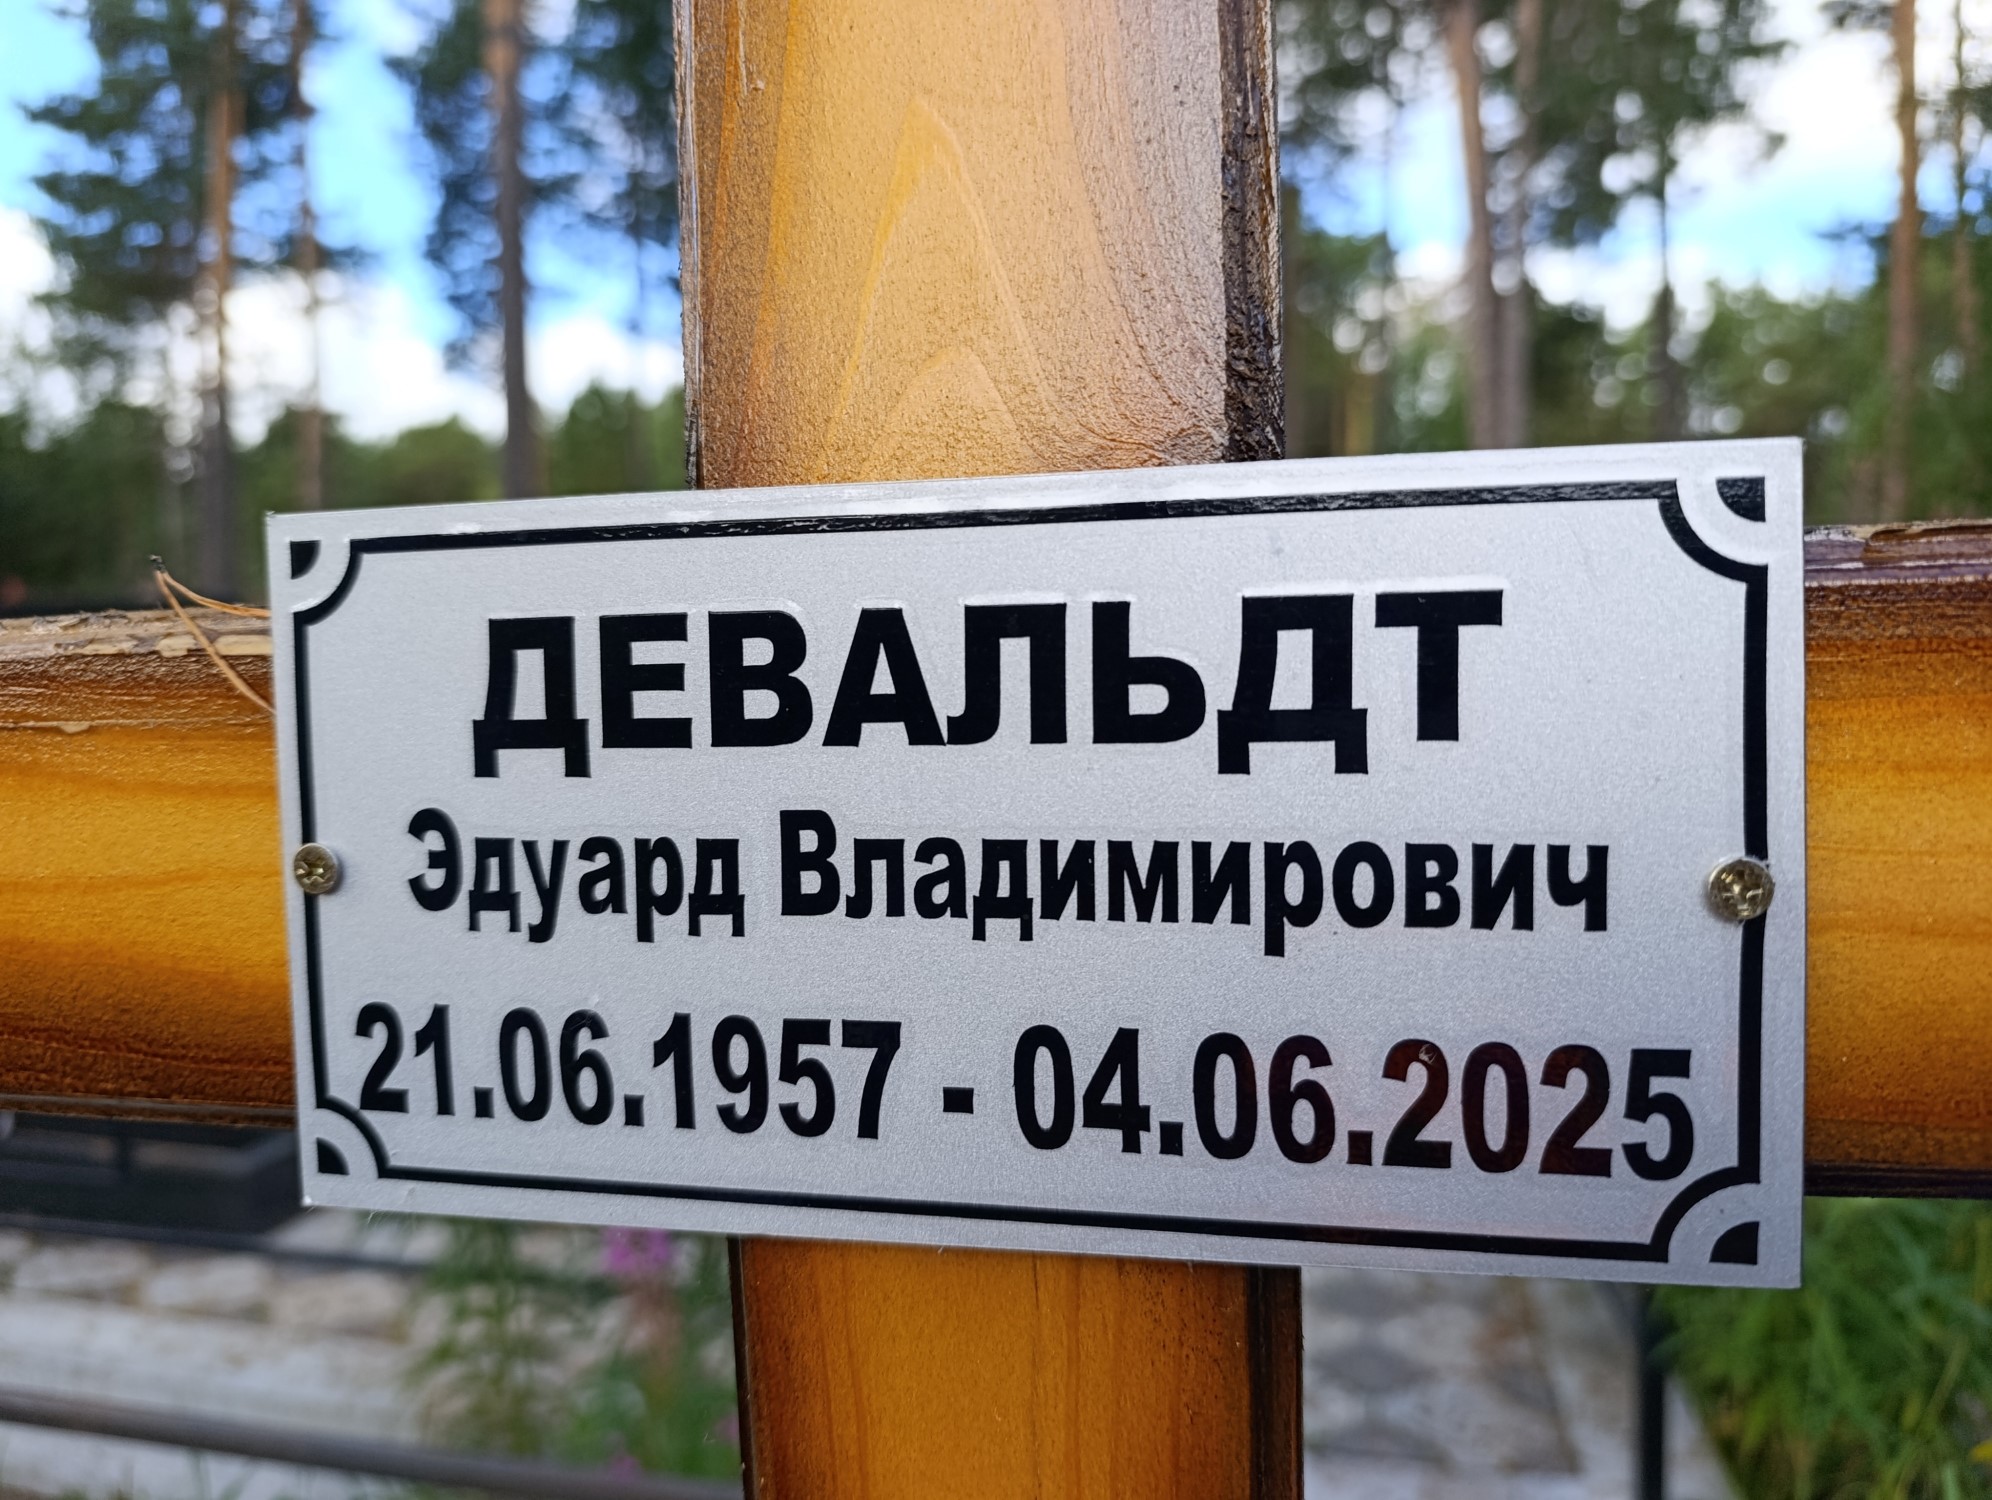 ДЕВАЛЬДТ
Эдуард Владимирович
21.06.1957 - 04.06.2025